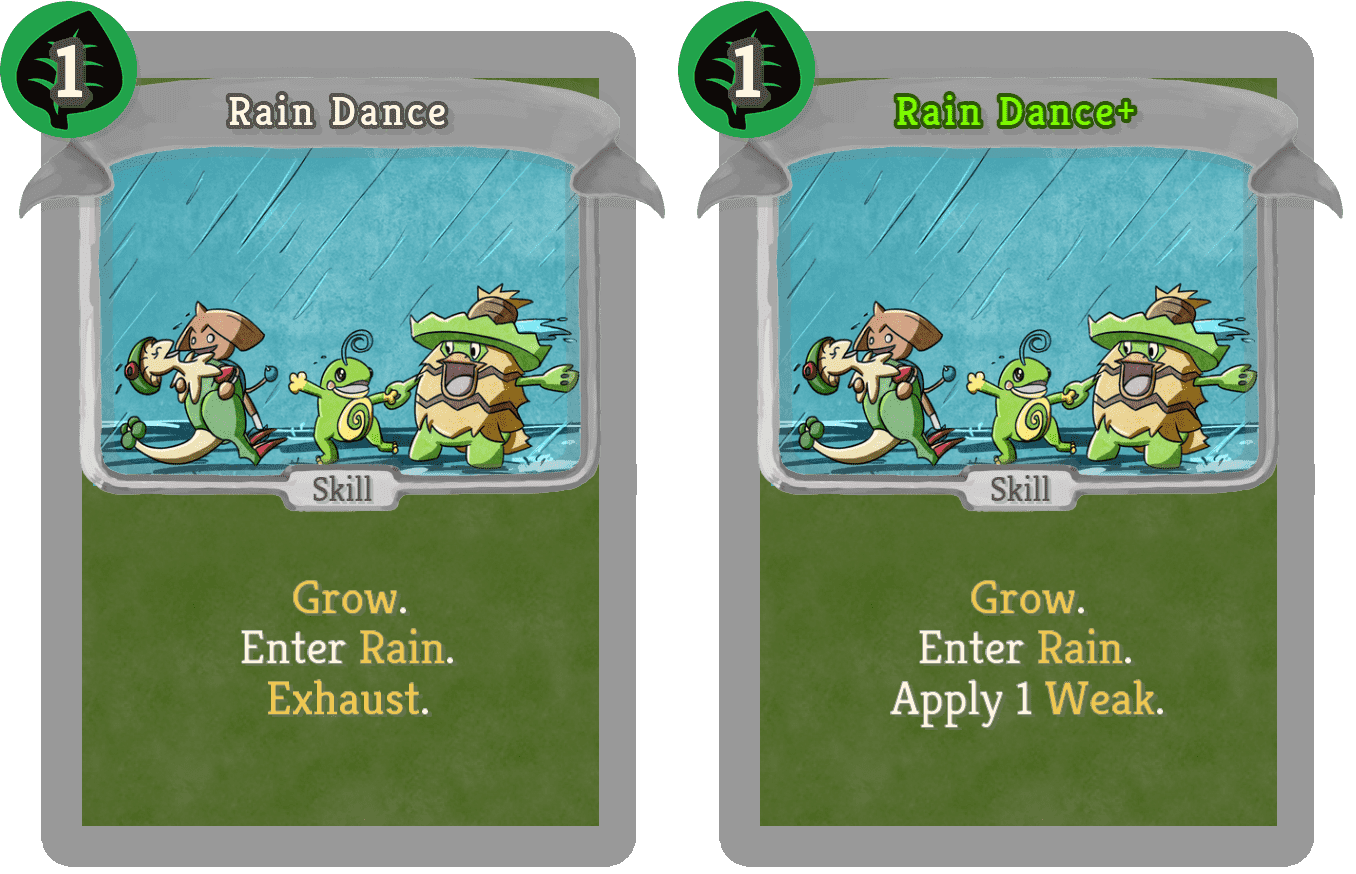 1
Rain Dance
Skill
Grow.
Enter Rain.
Exhaust.
1
Rain Dance+
Skill
Grow.
Enter Rain.
Apply 1 Weak.